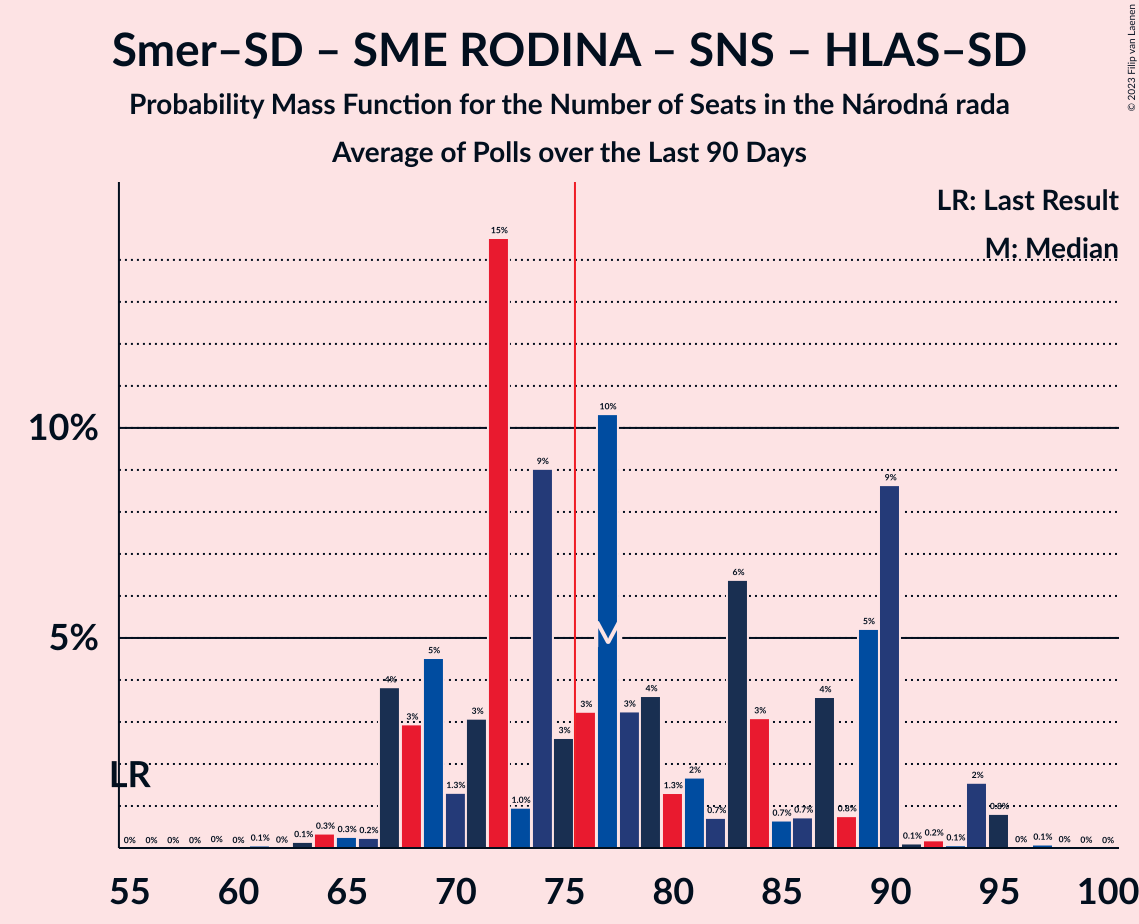 Smer–SD – SME RODINA – SNS – HLAS–SD
Probability Mass Function for the Number of Seats in the Národná rada
Average of Polls over the Last 90 Days
© 2023 Filip van Laenen
LR: Last Result
M: Median
10%
5%
LR
M
0% 0% 0% 0% 0% 0% 0.1% 0% 0.1% 0.3% 0.3% 0.2% 4% 3% 5% 1.3% 3% 15% 1.0% 9% 3% 3% 10% 3% 4% 1.3% 2% 0.7% 6% 3% 0.7% 0.7% 4% 0.8% 5% 9% 0.1% 0.2% 0.1% 2% 0.8% 0% 0.1% 0% 0% 0%
55 60 65 70 75 80 85 90 95 100